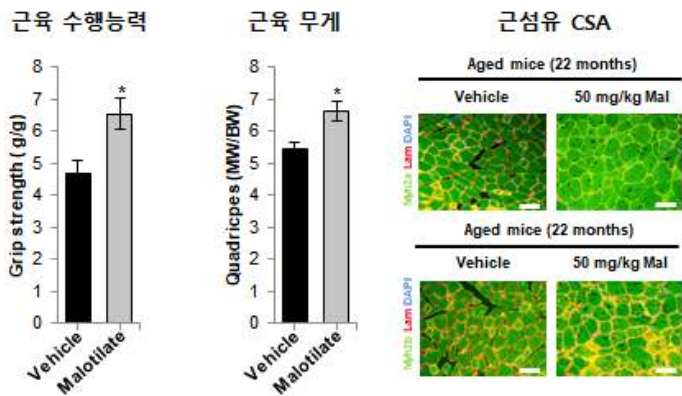 근육 수행능력
8
7
6
5
4
3
2
1
0
Grip strength ( g/g)
*
Vehicle
Malotilate
근육 무게
8
7
6
5
4
3
2
1
0
Quadricpes (MW/BW)
*
Vehicle
Malotilate
근섬유 CSA
Aged mice (22 months)
Vehicle 50 mg/kg Mal
Myh2a Lam DAPI
Aged mice (22 months)
Vehicle 50 mg/kg Mal
Myh2b Lam DAPI